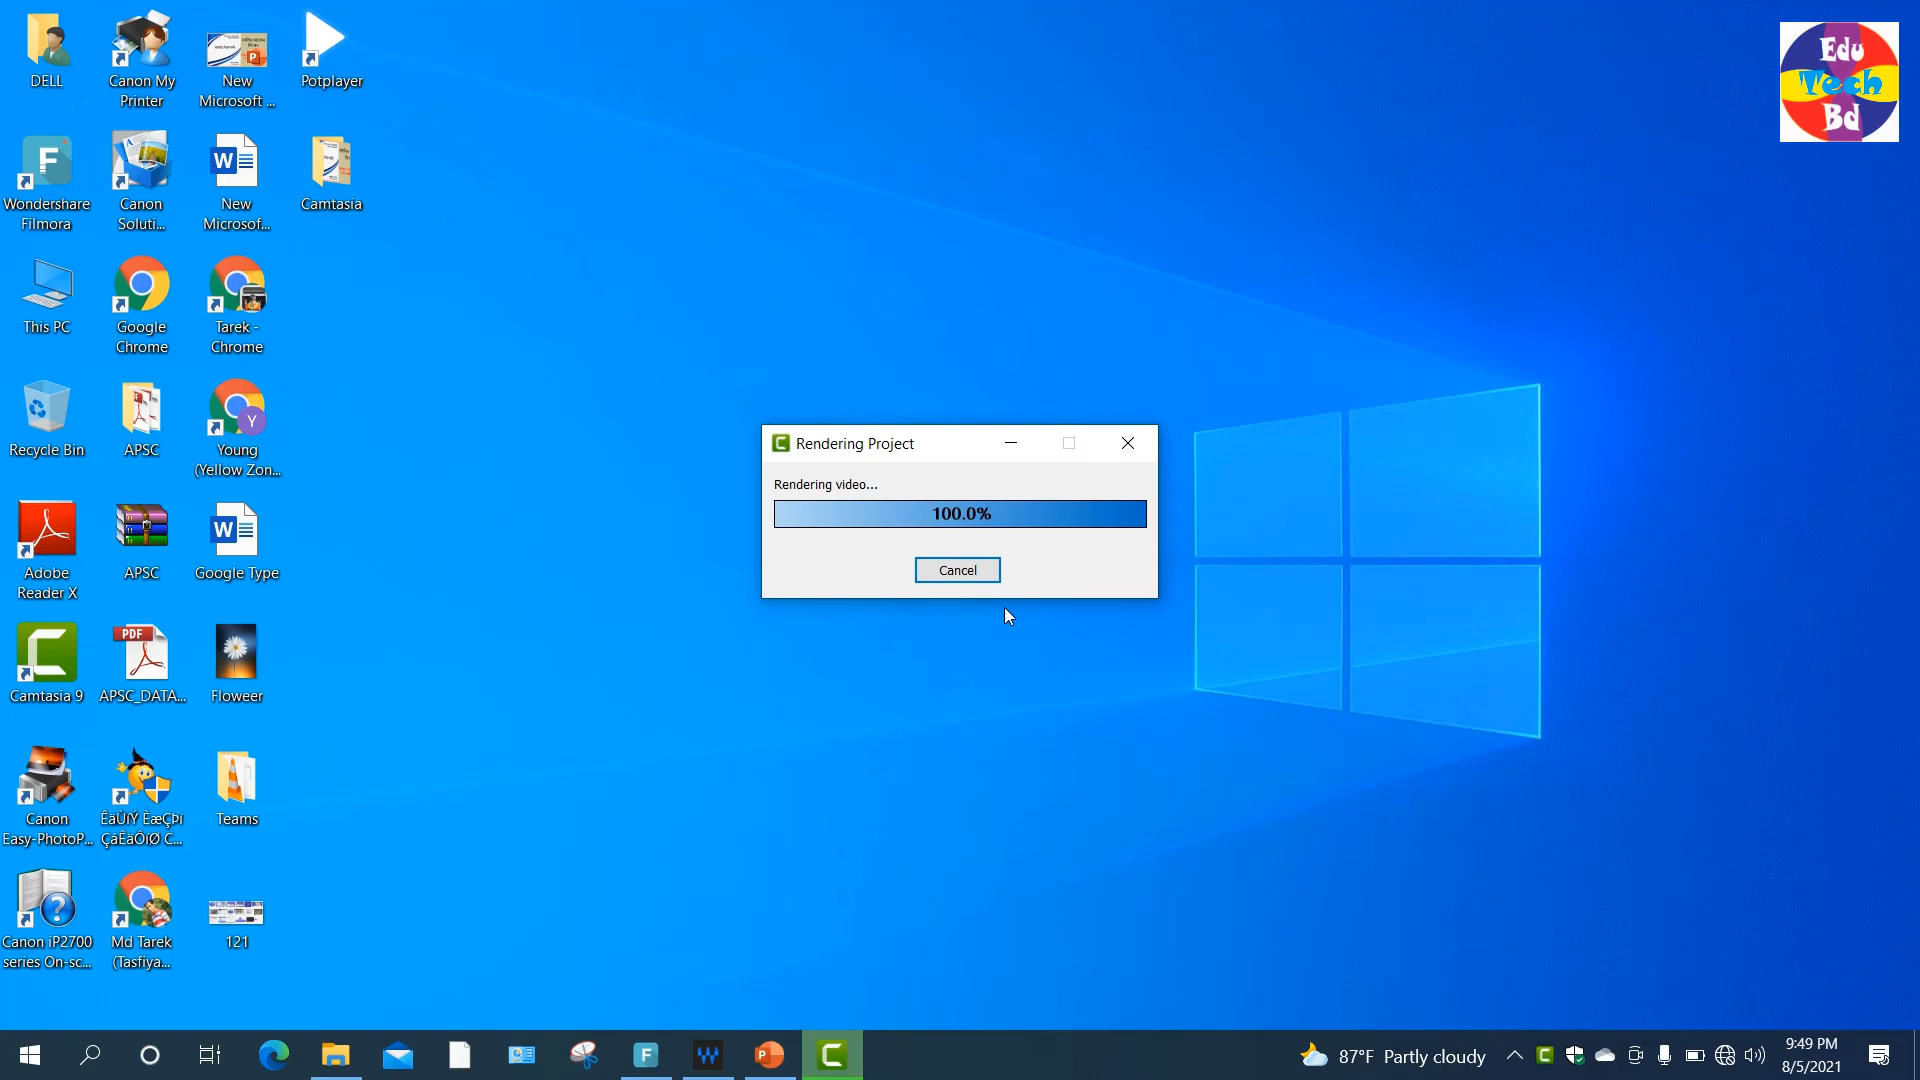 DELL
Canon My
Printer
New
Microsoft ...
Potplayer
Edu
Tech
Bd
Wondershare
Filmora
Canon
Soluti...
New
Microsof...
Camtasia
This PC
Google
Chrome
Tarek -
Chrome
Recycle Bin
APSC
Y
Young
(Yellow Zon...
Rendering Project
Rendering video...
100.0%
Cancel
Adobe
Reader X
APSC
Google Type
Camtasia 9
PDF
APSC_DATA...
Floweer
Canon
Easy-PhotoP...
ÊäÙíÝ ÈæÇÞí
ÇáÊäÔíØ C...
Teams
Canon iP2700
series On-sc...
Md Tarek
(Tasfiya...
121
87°F Partly cloudy
9:49 PM
8/5/2021